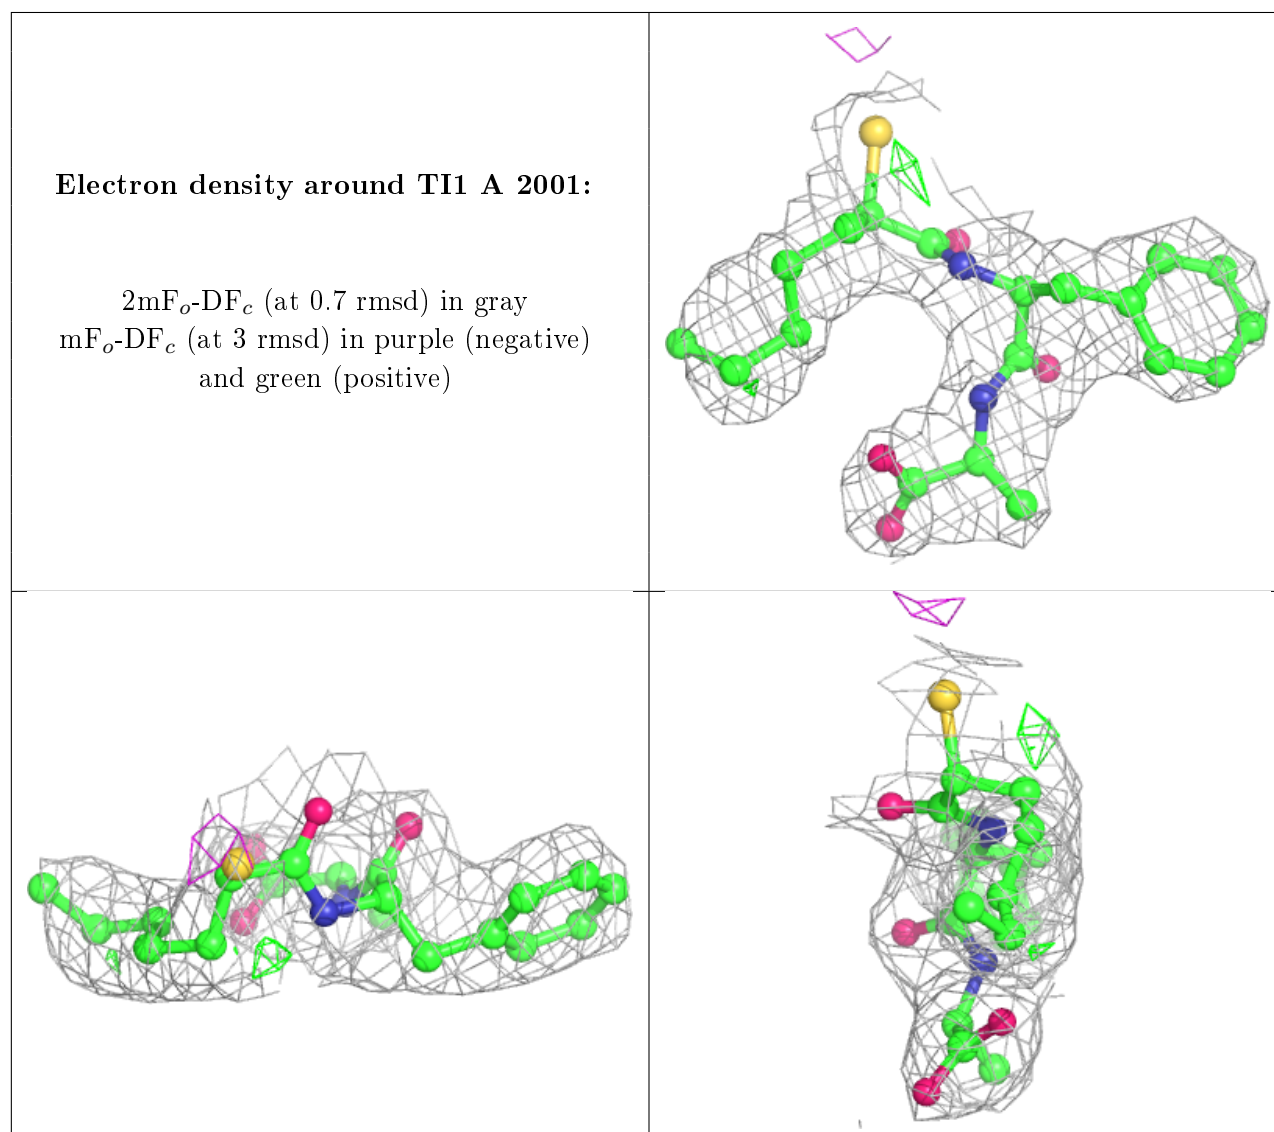 Electron density around TI1 A 2001:
2mFo-DFc (at 0.7 rmsd) in gray
mFo-DFc (at 3 rmsd) in purple (negative)
and green (positive)